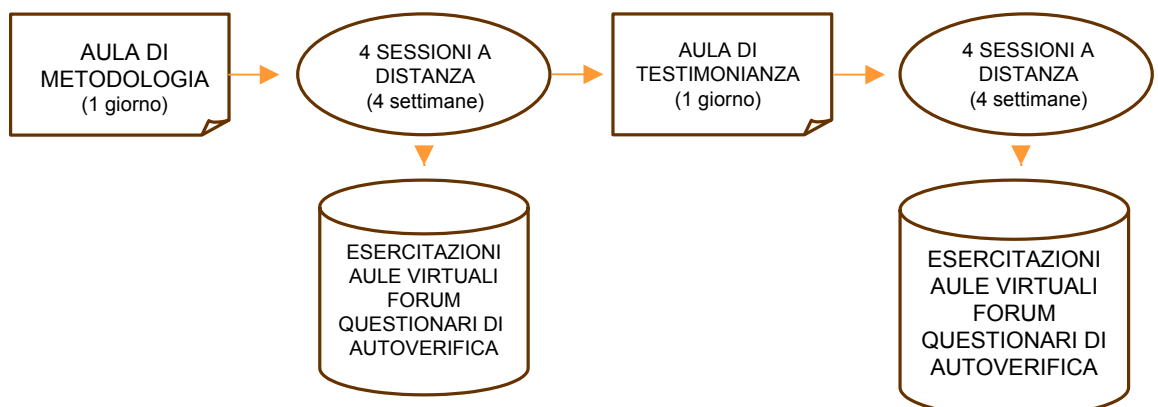 AULA DI
METODOLOGIA
(1 giorno)
4 SESSIONI A
DISTANZA
(4 settimane)
AULA DI
TESTIMONIANZA
(1 giorno)
4 SESSIONI A
DISTANZA
(4 settimane)
ESERCITAZIONI
AULE VIRTUALI
FORUM
QUESTIONARI DI
AUTOVERIFICA
ESERCITAZIONI
AULE VIRTUALI
FORUM
QUESTIONARI DI
AUTOVERIFICA